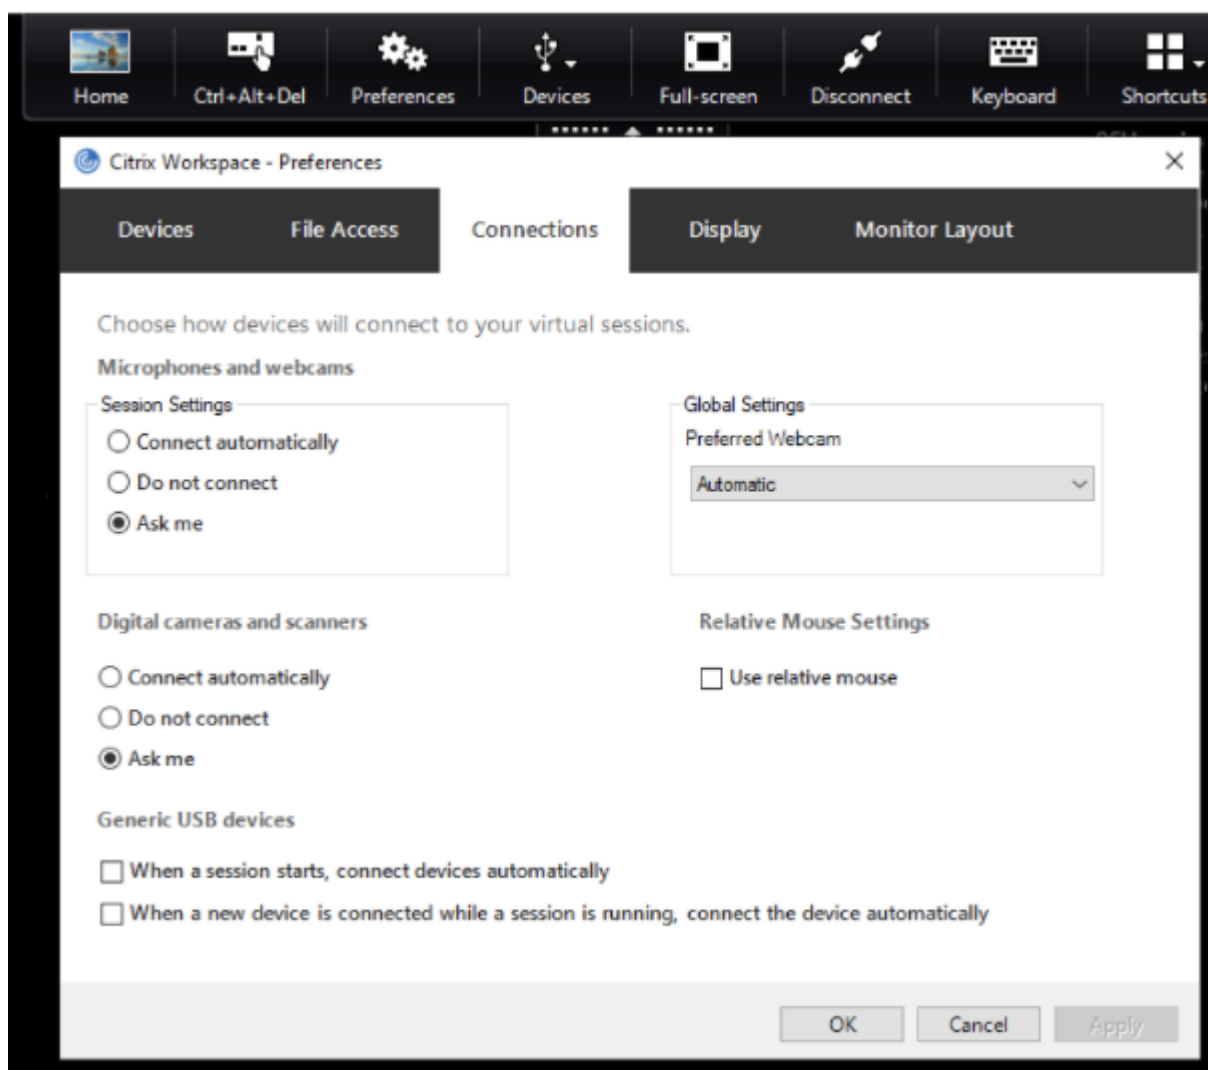 Home Ctrl+Alt+Del Preferences Devices Full-screen Disconnect Keyboard Shortcuts
Citrix Workspace - Preferences
Devices File Access Connections Display Monitor Layout
Choose how devices will connect to your virtual sessions.
Microphones and webcams
Session Settings
Connect automatically
Do not connect
Ask me
Global Settings
Preferred Webcam
Automatic
Digital cameras and scanners
Connect automatically
Do not connect
Ask me
Relative Mouse Settings
Use relative mouse
Generic USB devices
When a session starts, connect devices automatically
When a new device is connected while a session is running, connect the device automatically
OK Cancel Apply